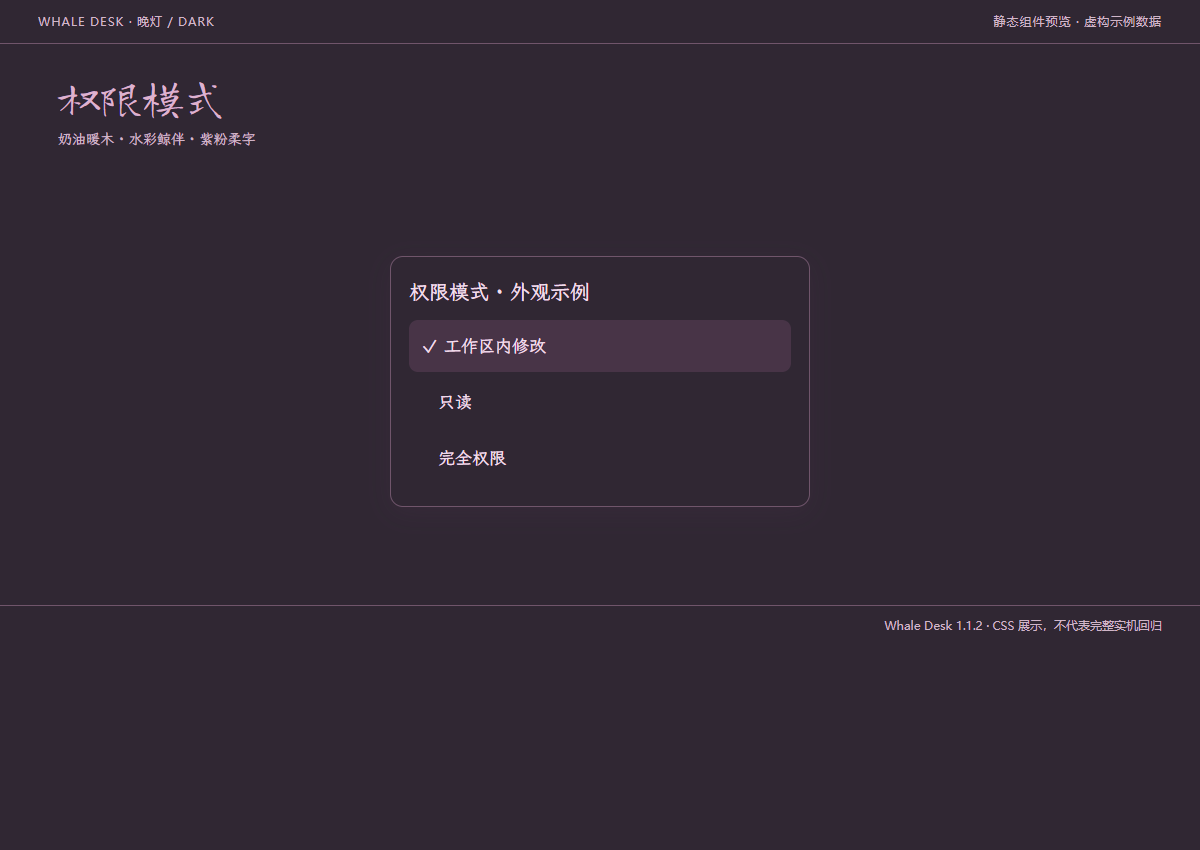 WHALE DESK · 晚灯 / DARK
静态组件预览 · 虚构示例数据
权限模式
奶油暖木・水彩鲸伴・紫粉柔字
权限模式・外观示例
✓ 工作区内修改
只读
完全权限
Whale Desk 1.1.2 · CSS 展示，不代表完整实机回归